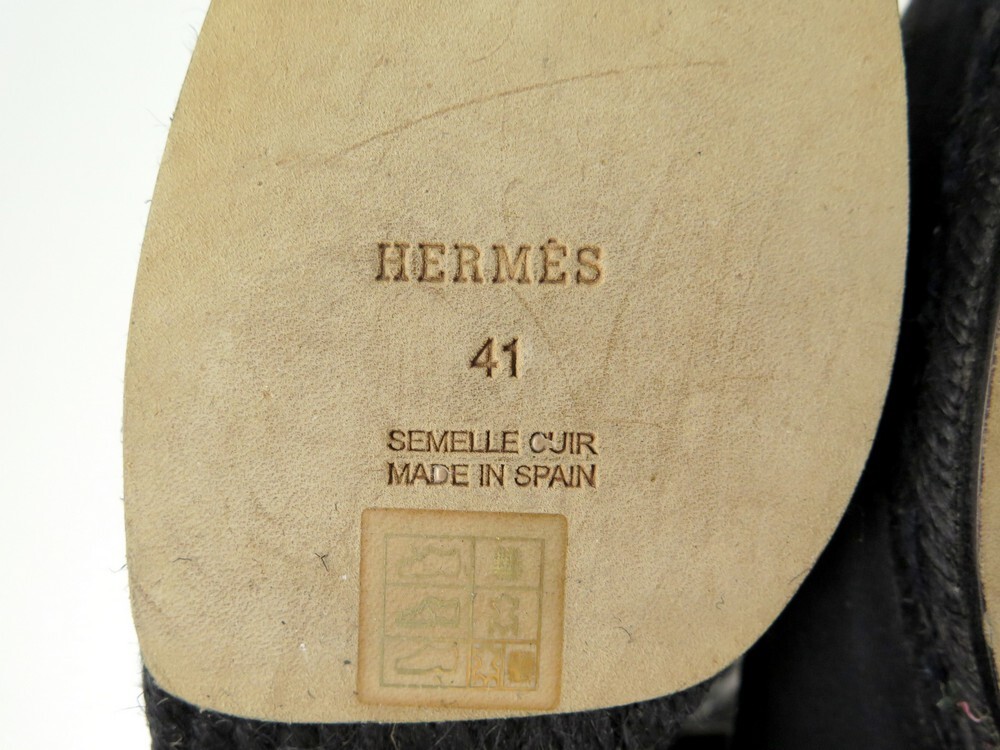 HERMÈS
41
SEMELLE CUIR
MADE IN SPAIN